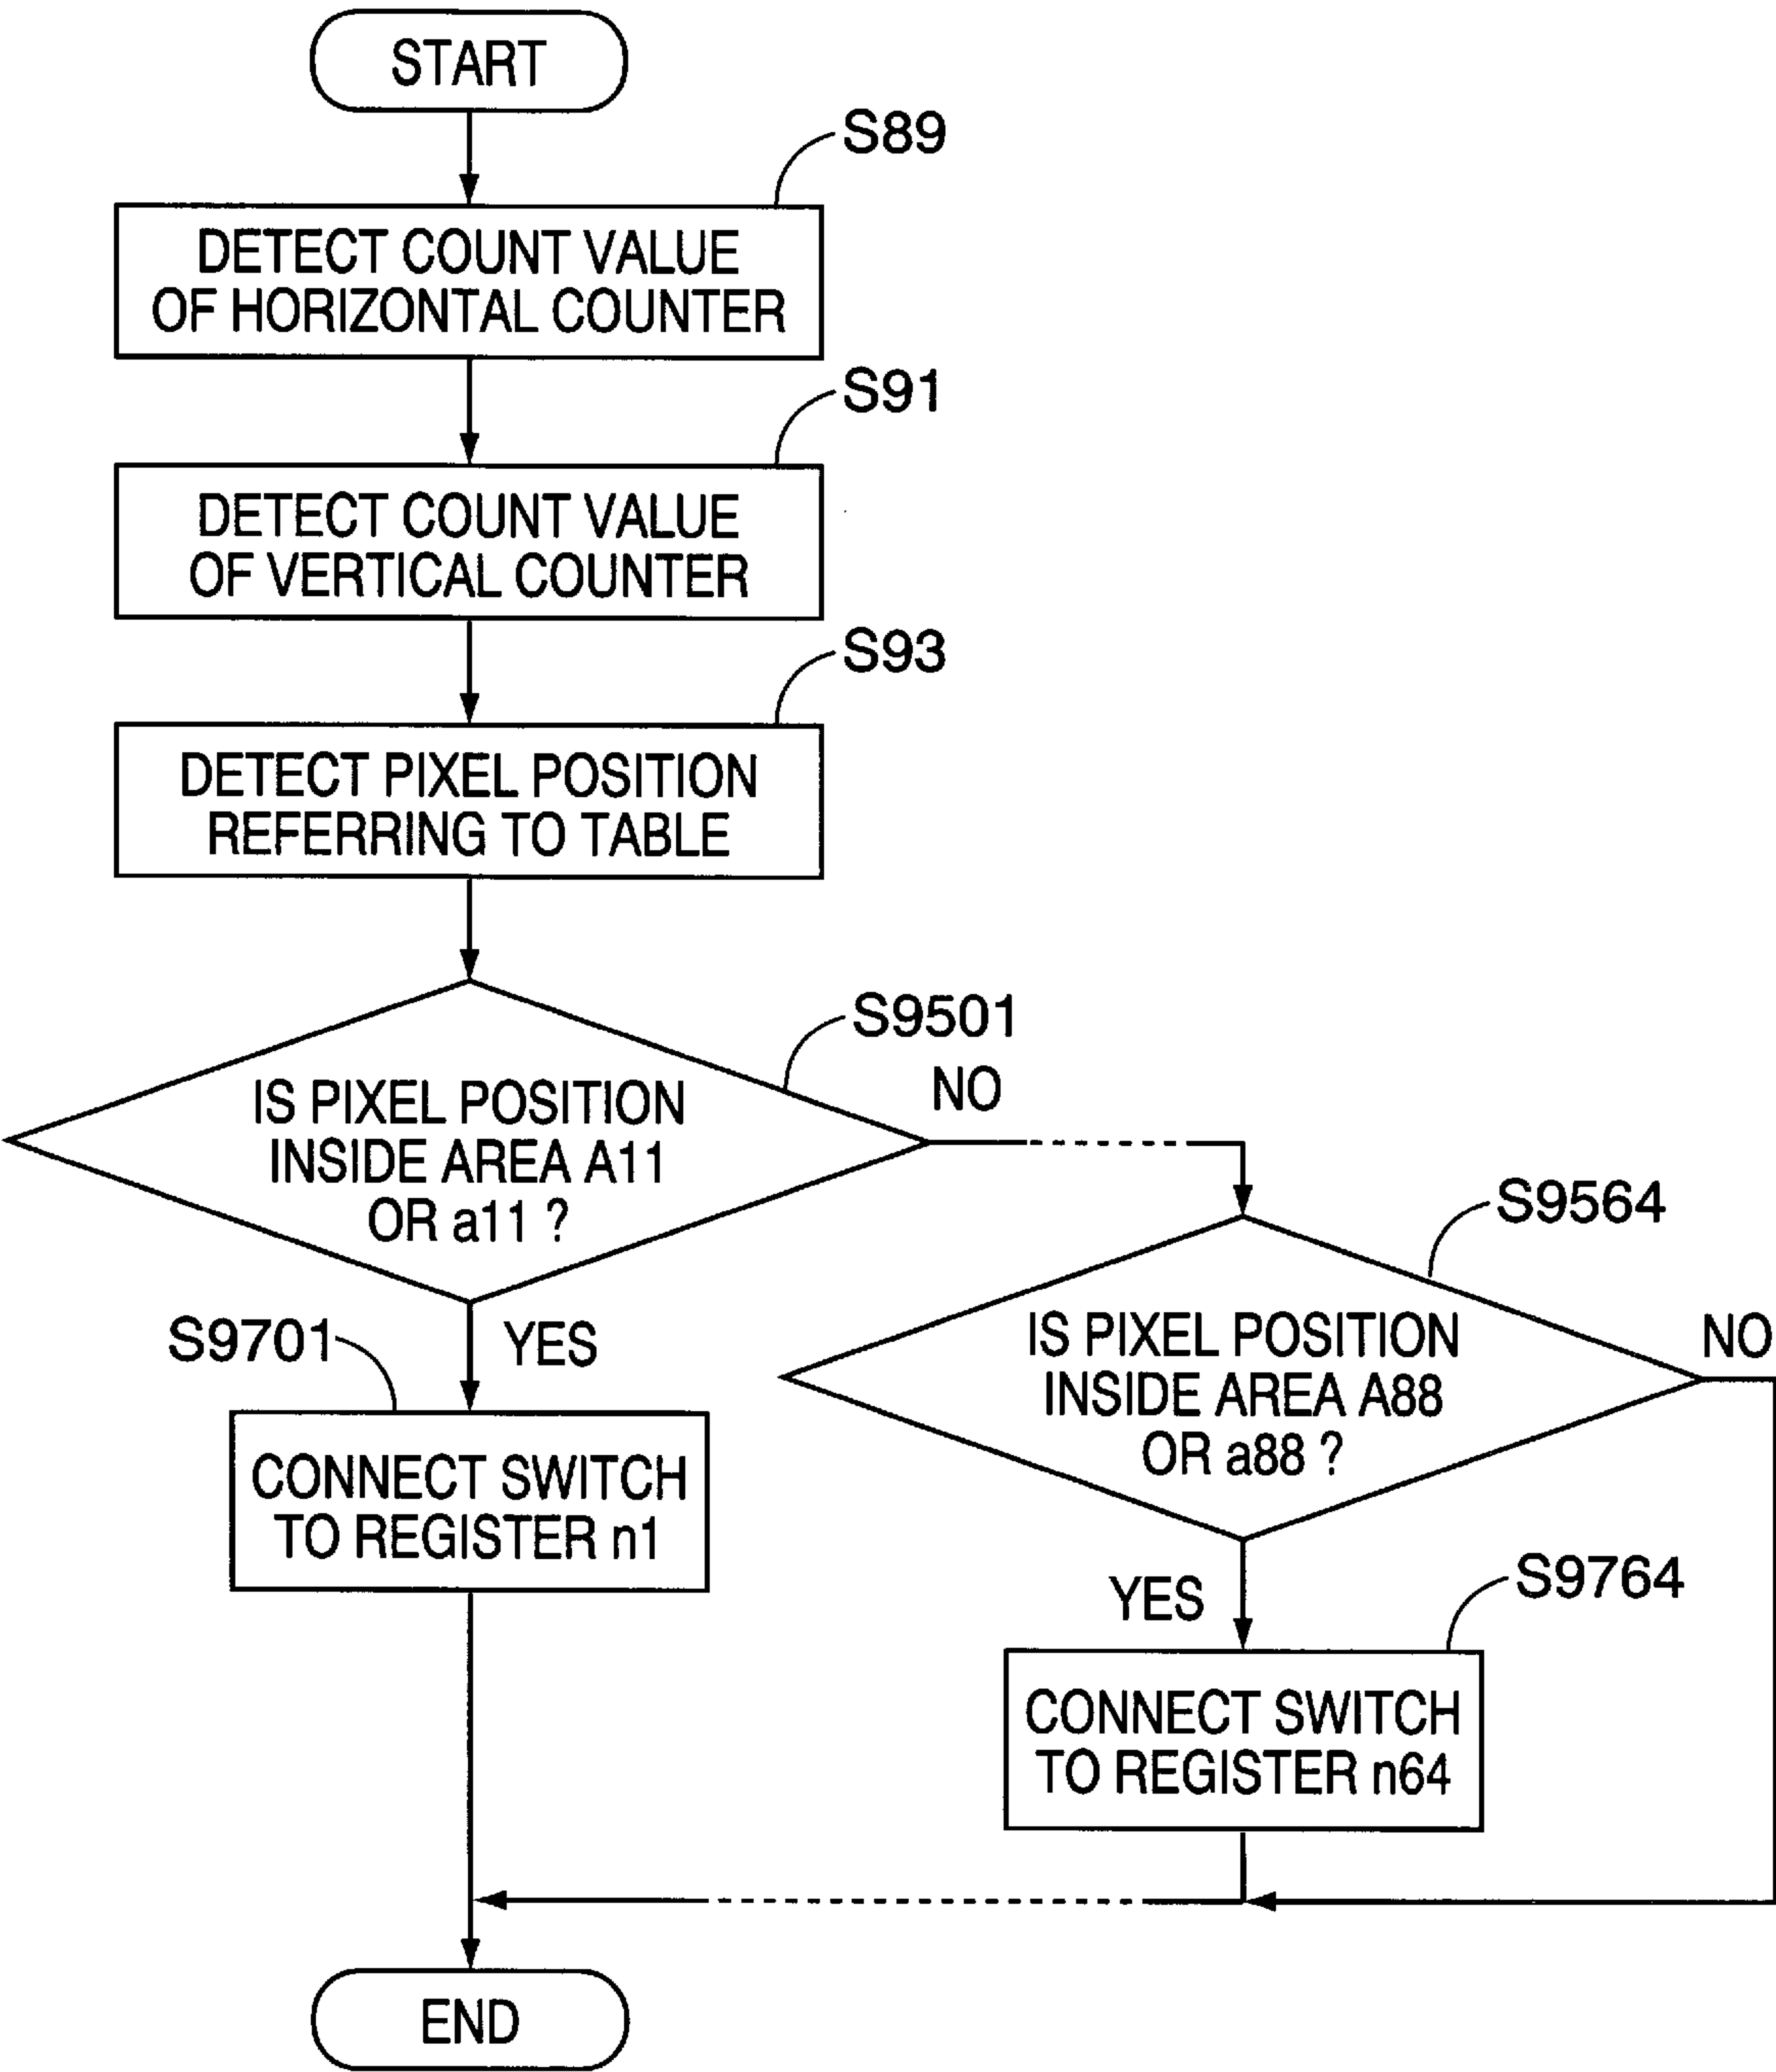 START
S89
DETECT COUNT VALUE
OF HORIZONTAL COUNTER
S91
DETECT COUNT VALUE
OF VERTICAL COUNTER
S93
DETECT PIXEL POSITION
REFERRING TO TABLE
S9501
IS PIXEL POSITION
INSIDE AREA A11
OR a11 ?
NO
S9701
YES
CONNECT SWITCH
TO REGISTER n1
S9564
IS PIXEL POSITION
INSIDE AREA A88
OR a88 ?
NO
YES
S9764
CONNECT SWITCH
TO REGISTER n64
END